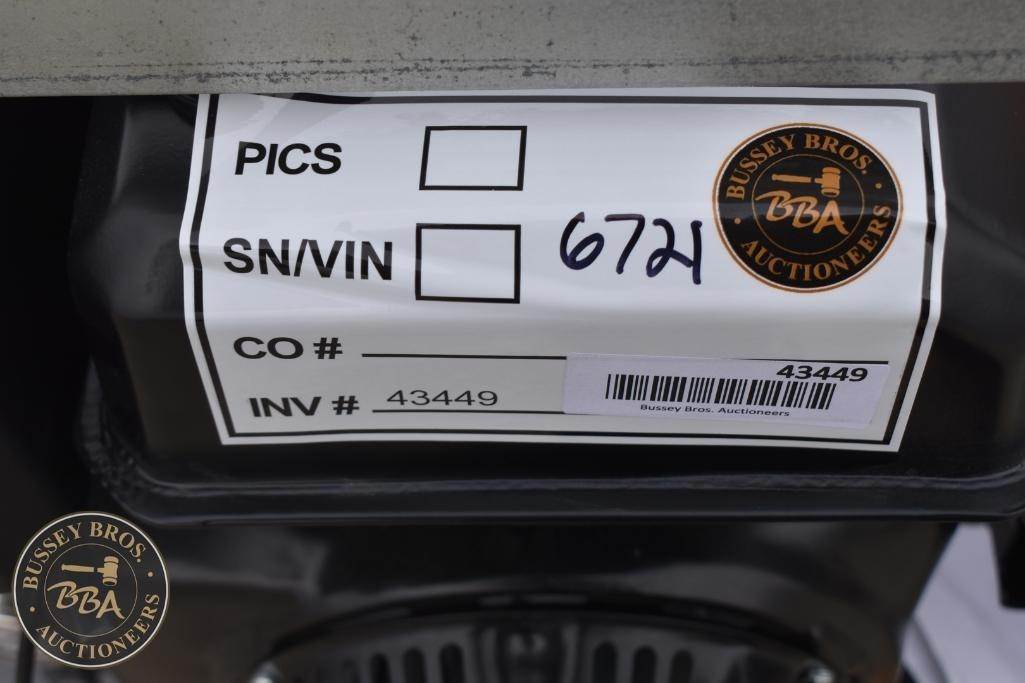 PICS
SN/VIN
6721
BUSSEY BROS.
BBA
AUCTIONEERS
CO #
INV # 43449
43449
Bussey Bros. Auctioneers
BUSSEY BROS.
BBA
AUCTIONEERS